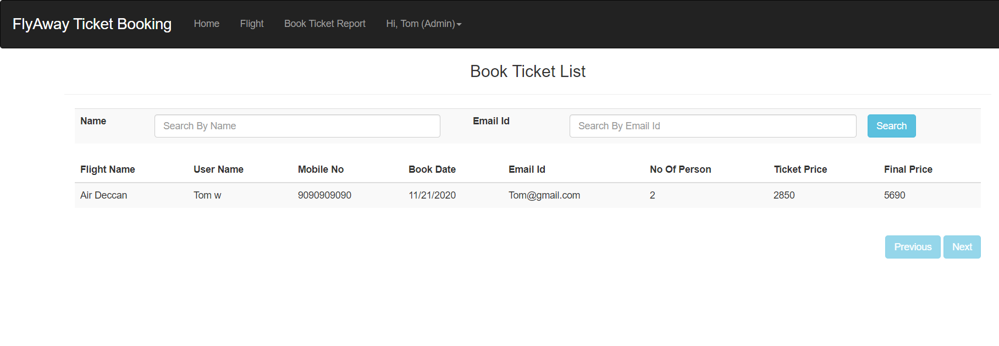 FlyAway Ticket Booking Home Flight Book Ticket Report Hi, Tom (Admin)
Book Ticket List
Name Search By Name Email Id Search By Email Id Search
Flight Name User Name Mobile No Book Date Email Id No Of Person Ticket Price Final Price
Air Deccan Tom w 9090909090 11/21/2020 Tom@gmail.com 2 2850 5690
Previous Next